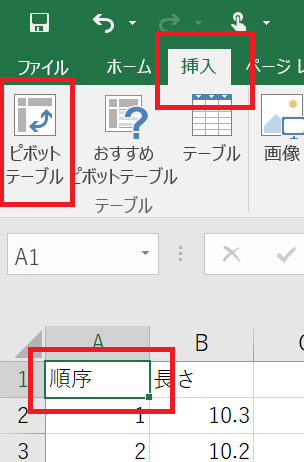 ファイル ホーム 挿入 ページ レ
ピボット おすすめ テーブル 画像
テーブル ピボットテーブル
テーブル
A1
A B
1 順序 長さ
2 1 10.3
3 2 10.2